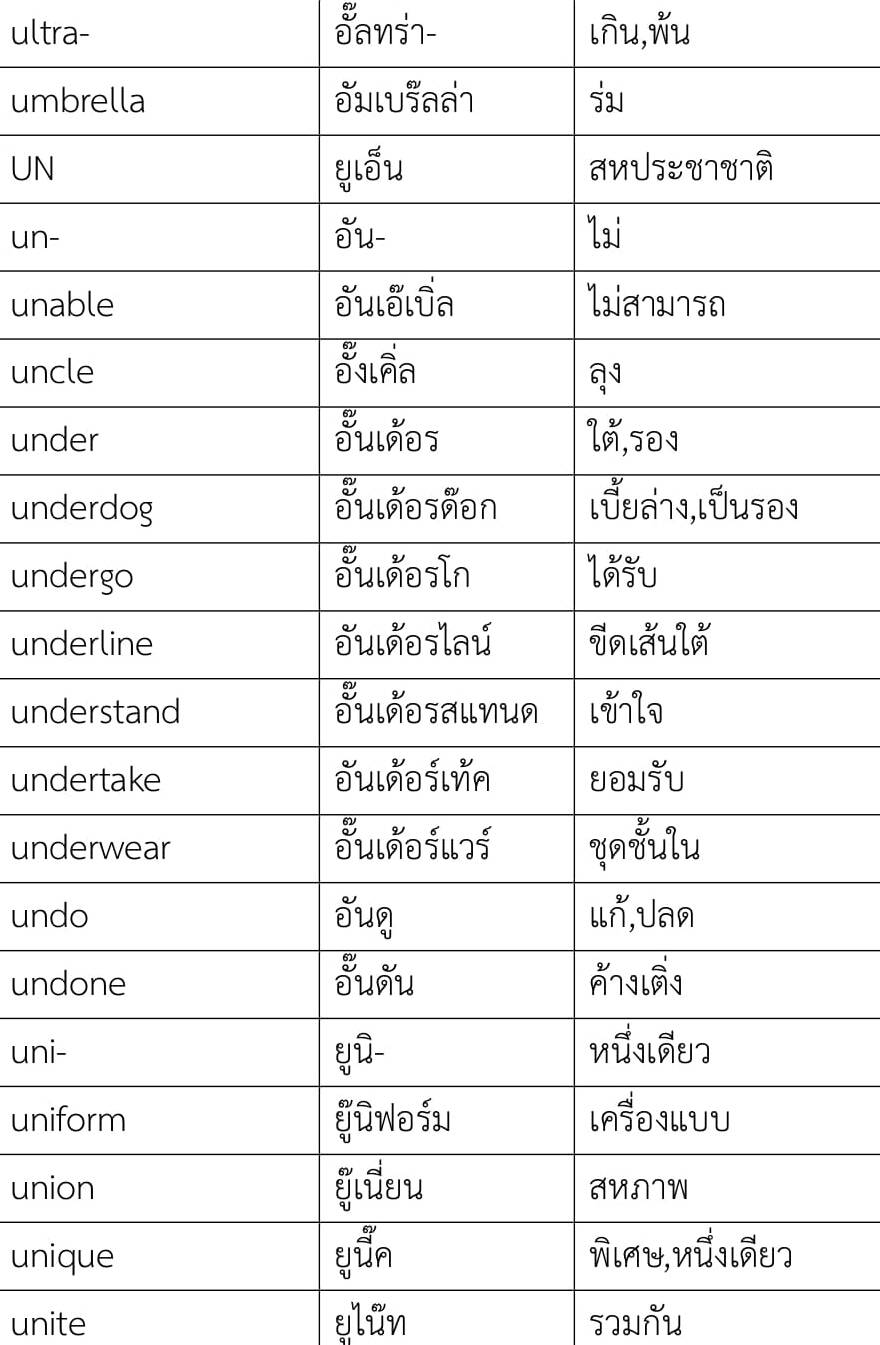 ultra- อั๊ลทร่า- เกิน,พ้น
umbrella อัมเบร๊ลล่า ร่ม
UN ยูเอ็น สหประชาชาติ
un- อัน- ไม่
unable อันเอ๊เบิ่ล ไม่สามารถ
uncle อั๊งเคิ่ล ลุง
under อั๊นเด้อร ใต้,รอง
underdog อั๊นเด้อรด๊อก เบี้ยล่าง,เป็นรอง
undergo อั๊นเด้อรโก ได้รับ
underline อันเด้อรไลน์ ขีดเส้นใต้
understand อั๊นเด้อรสแทนด เข้าใจ
undertake อันเด้อร์เท้ค ยอมรับ
underwear อั๊นเด้อร์แวร์ ชุดชั้นใน
undo อันดู แก้,ปลด
undone อั๊นดัน ค้างเติ่ง
uni- ยูนิ- หนึ่งเดียว
uniform ยู๊นิฟอร์ม เครื่องแบบ
union ยู๊เนี่ยน สหภาพ
unique ยูนี๊ค พิเศษ,หนึ่งเดียว
unite ยูไน๊ท รวมกัน